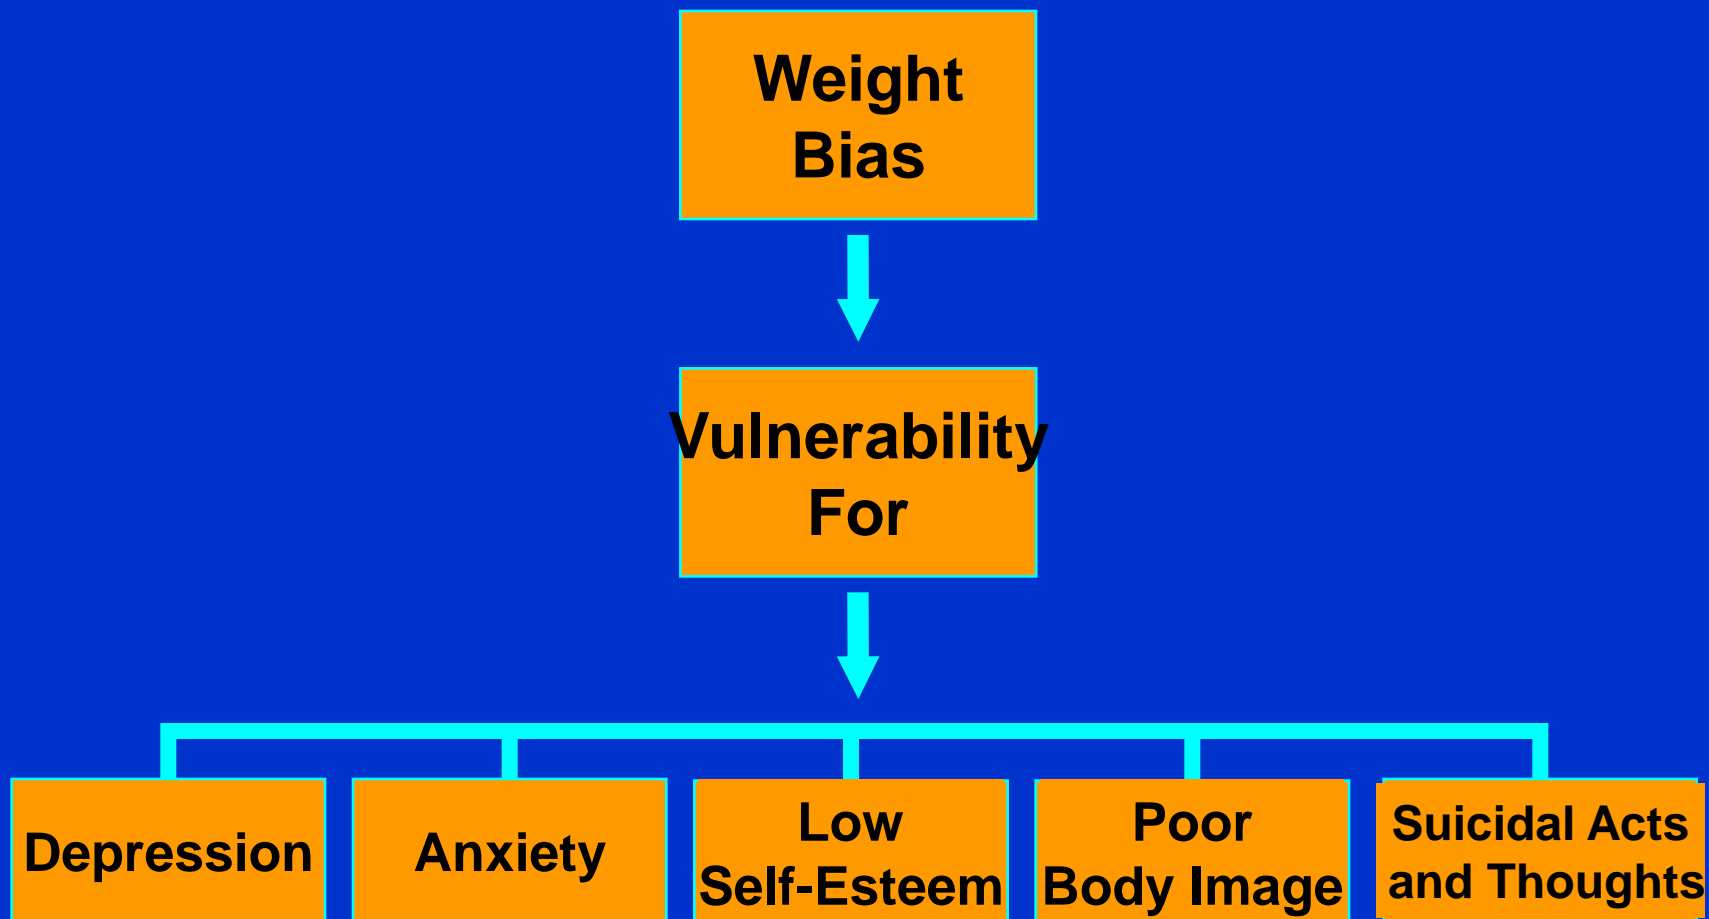 Weight
Bias
Vulnerability
For
Depression
Anxiety
Low
Self-Esteem
Poor
Body Image
Suicidal Acts
and Thoughts